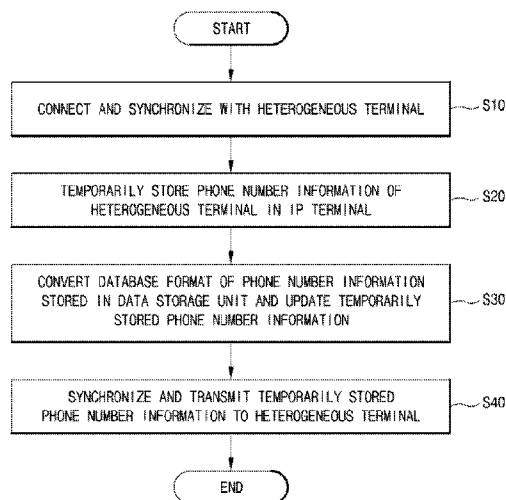 START
CONNECT AND SYNCHRONIZE WITH HETEROGENEOUS TERMINAL
S10
TEMPORARILY STORE PHONE NUMBER INFORMATION OF
HETEROGENEOUS TERMINAL IN IP TERMINAL
S20
CONVERT DATABASE FORMAT OF PHONE NUMBER INFORMATION
STORED IN DATA STORAGE UNIT AND UPDATE TEMPORARILY
STORED PHONE NUMBER INFORMATION
S30
SYNCHRONIZE AND TRANSMIT TEMPORARILY STORED
PHONE NUMBER INFORMATION TO HETEROGENEOUS TERMINAL
S40
END